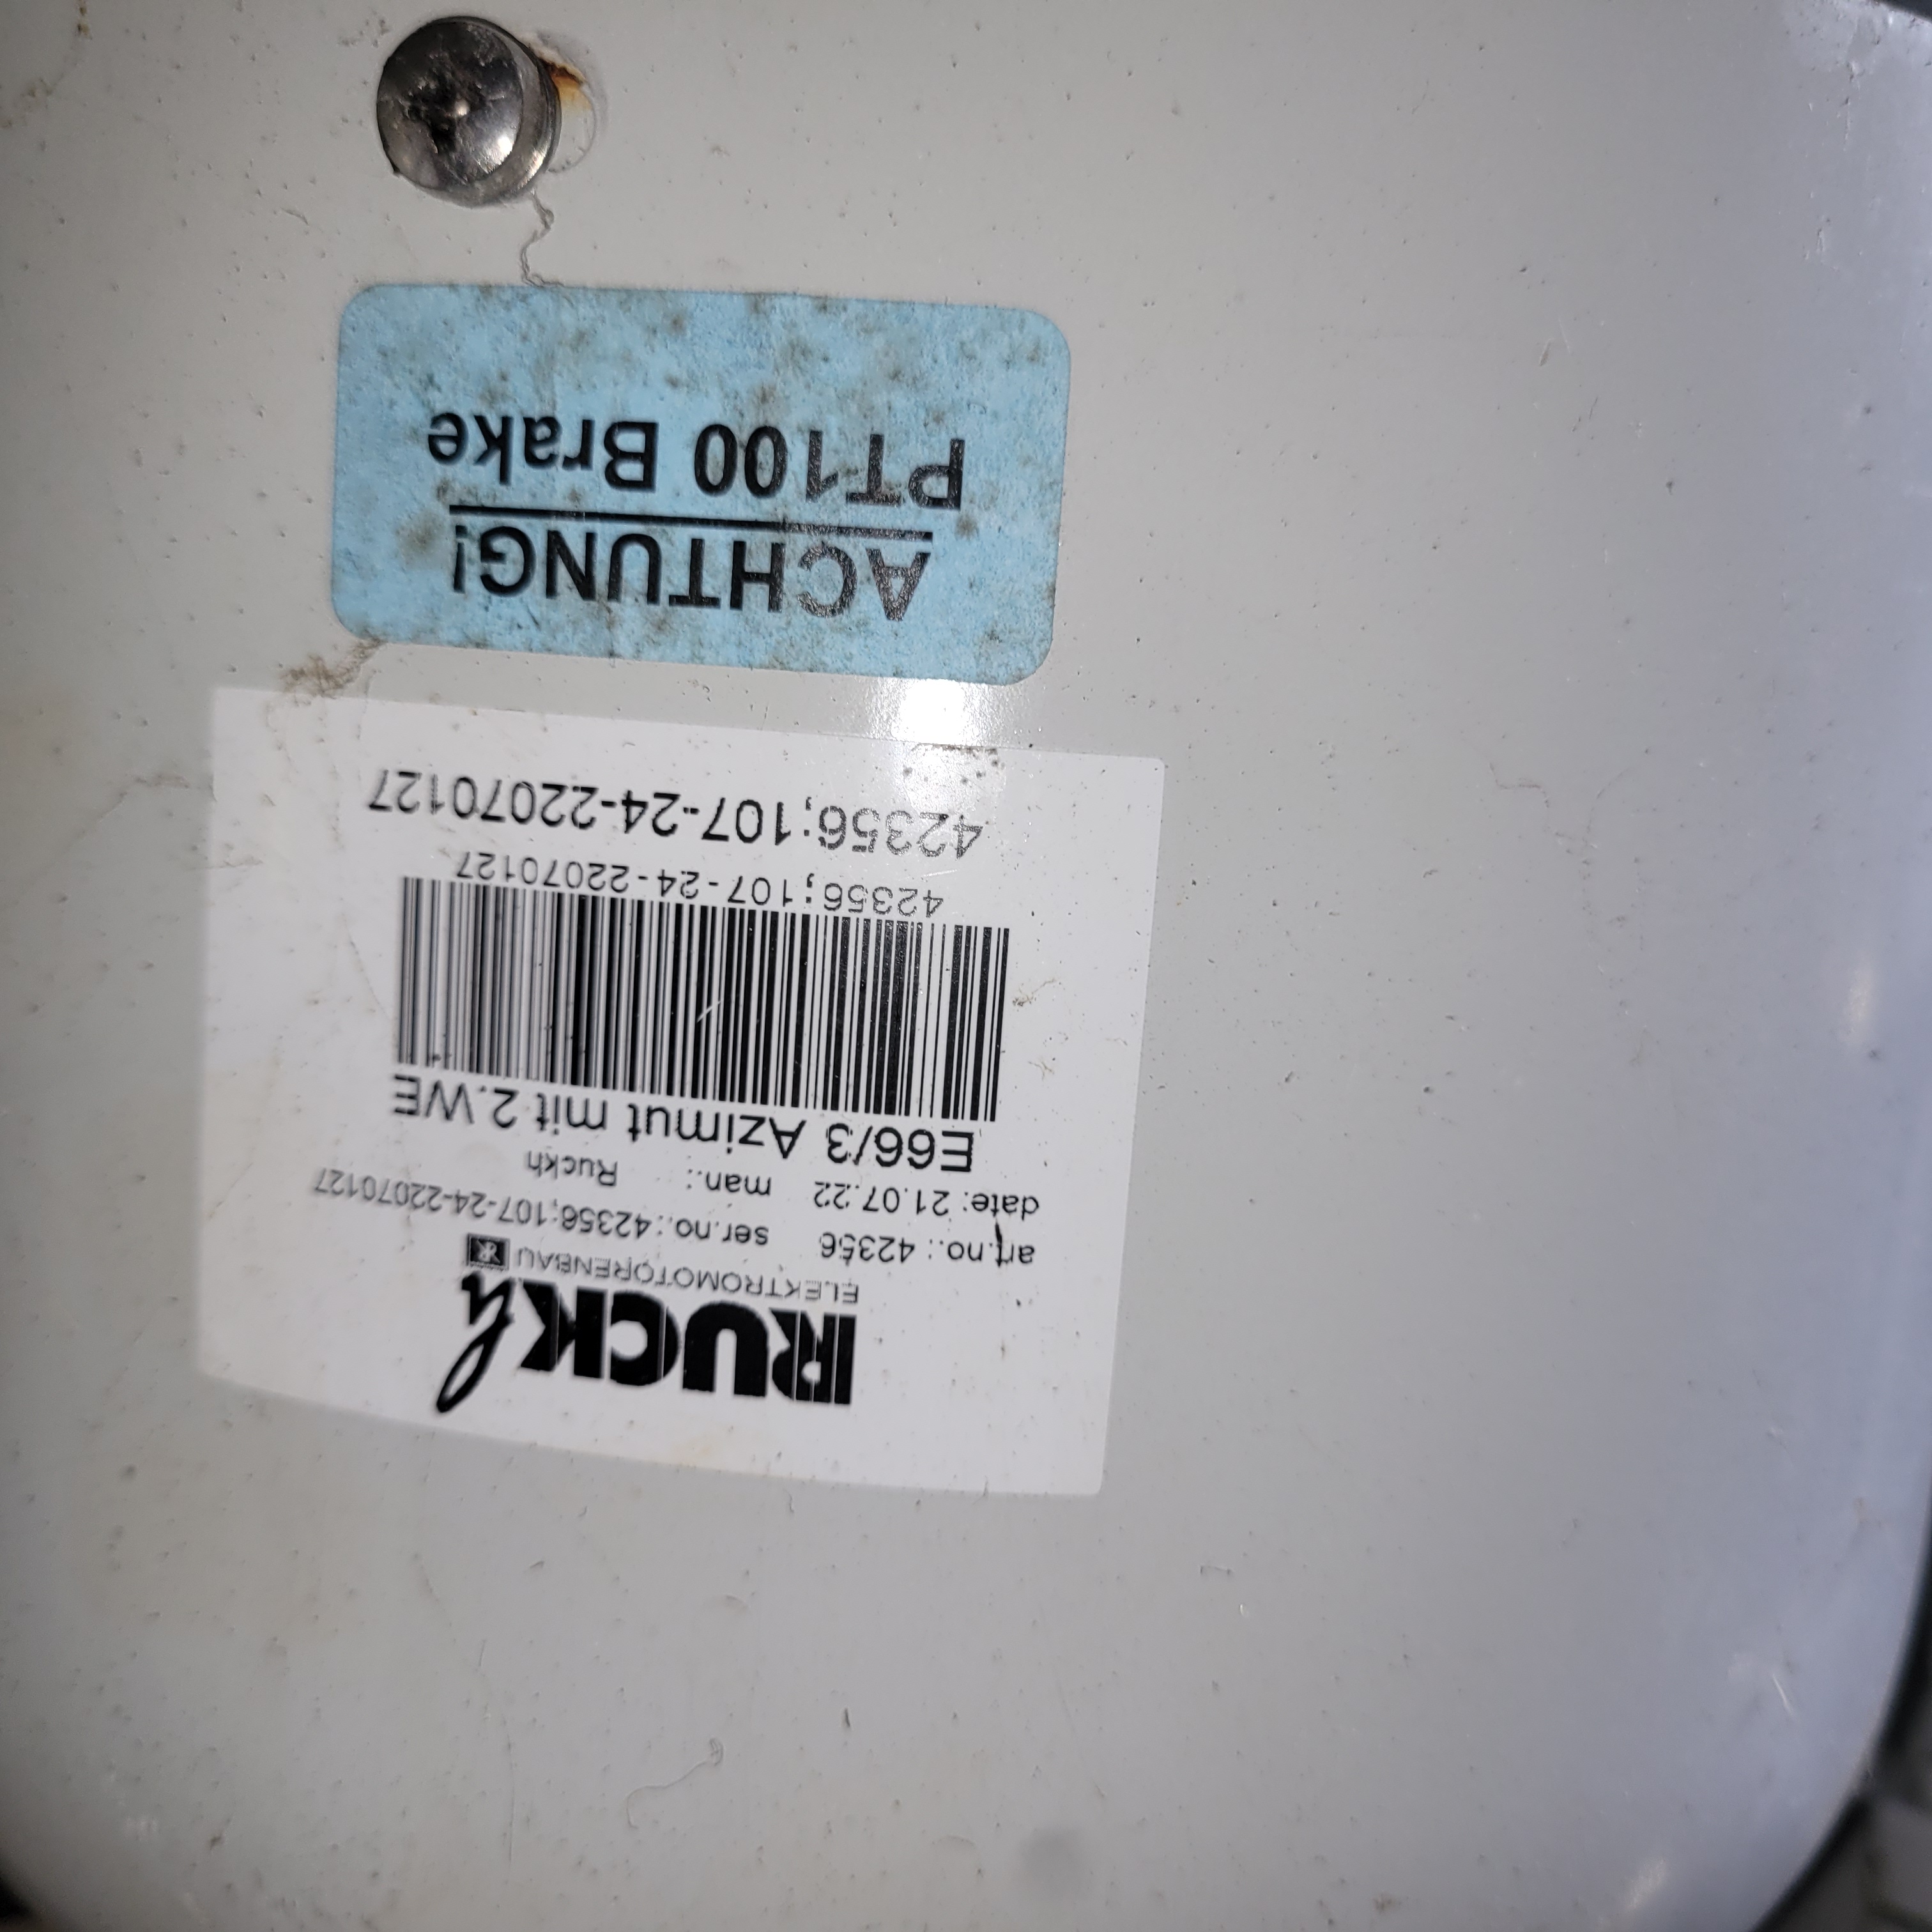 RUCKh
ELEKTROMOTORENBAU
art.no.: 42356 ser.no.: 42356;107-24-22070127
date: 21.07.22 man.: Ruckh
E66/3 Azimut mit 2.WE
42356;107-24-22070127
42356;107-24-22070127
ACHTUNG!
PT100 Brake